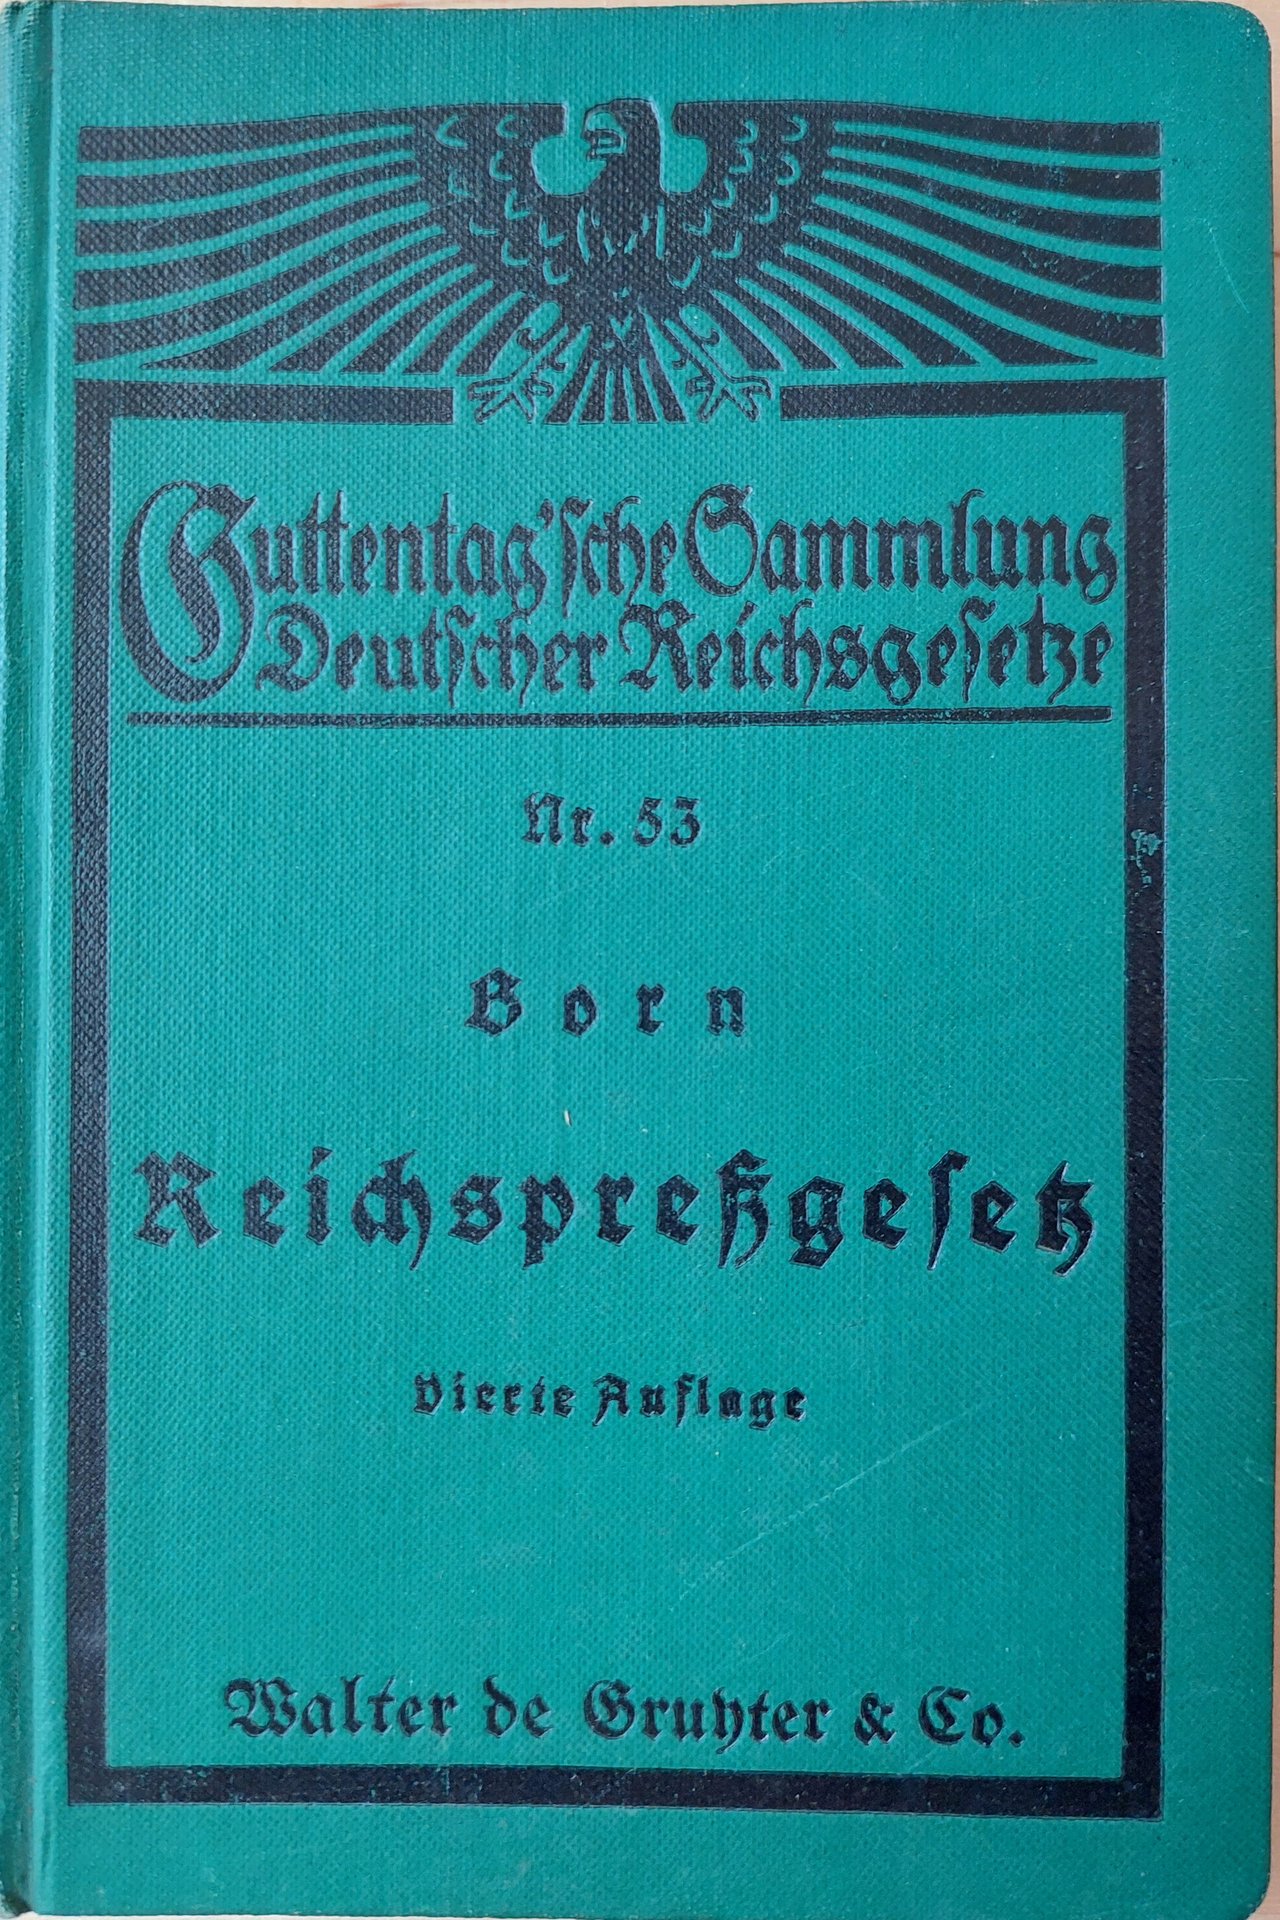 Guttentag'sche Sammlung
Deutscher Reichsgesetze
Nr. 53
Born
Reichspreßgesetz
Vierte Auflage
Walter de Gruyter & Co.